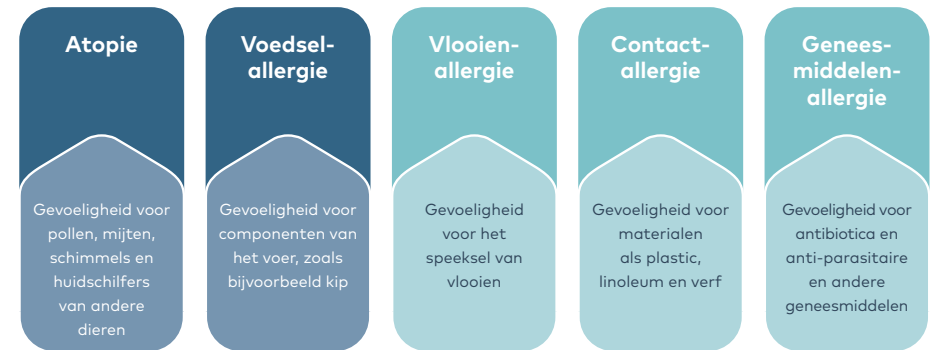 Atopie
Gevoeligheid voor
pollen, mijten,
schimmels en
huidschilfers
van andere
dieren
Voedsel-
allergie
Gevoeligheid voor
componenten van
het voer, zoals
bijvoorbeeld kip
Vlooien-
allergie
Gevoeligheid
voor het
speeksel van
vlooien
Contact-
allergie
Gevoeligheid voor
materialen
als plastic,
linoleum en verf
Genees-
middelen-
allergie
Gevoeligheid voor
antibiotica en
anti-parasitaire
en andere
geneesmiddelen